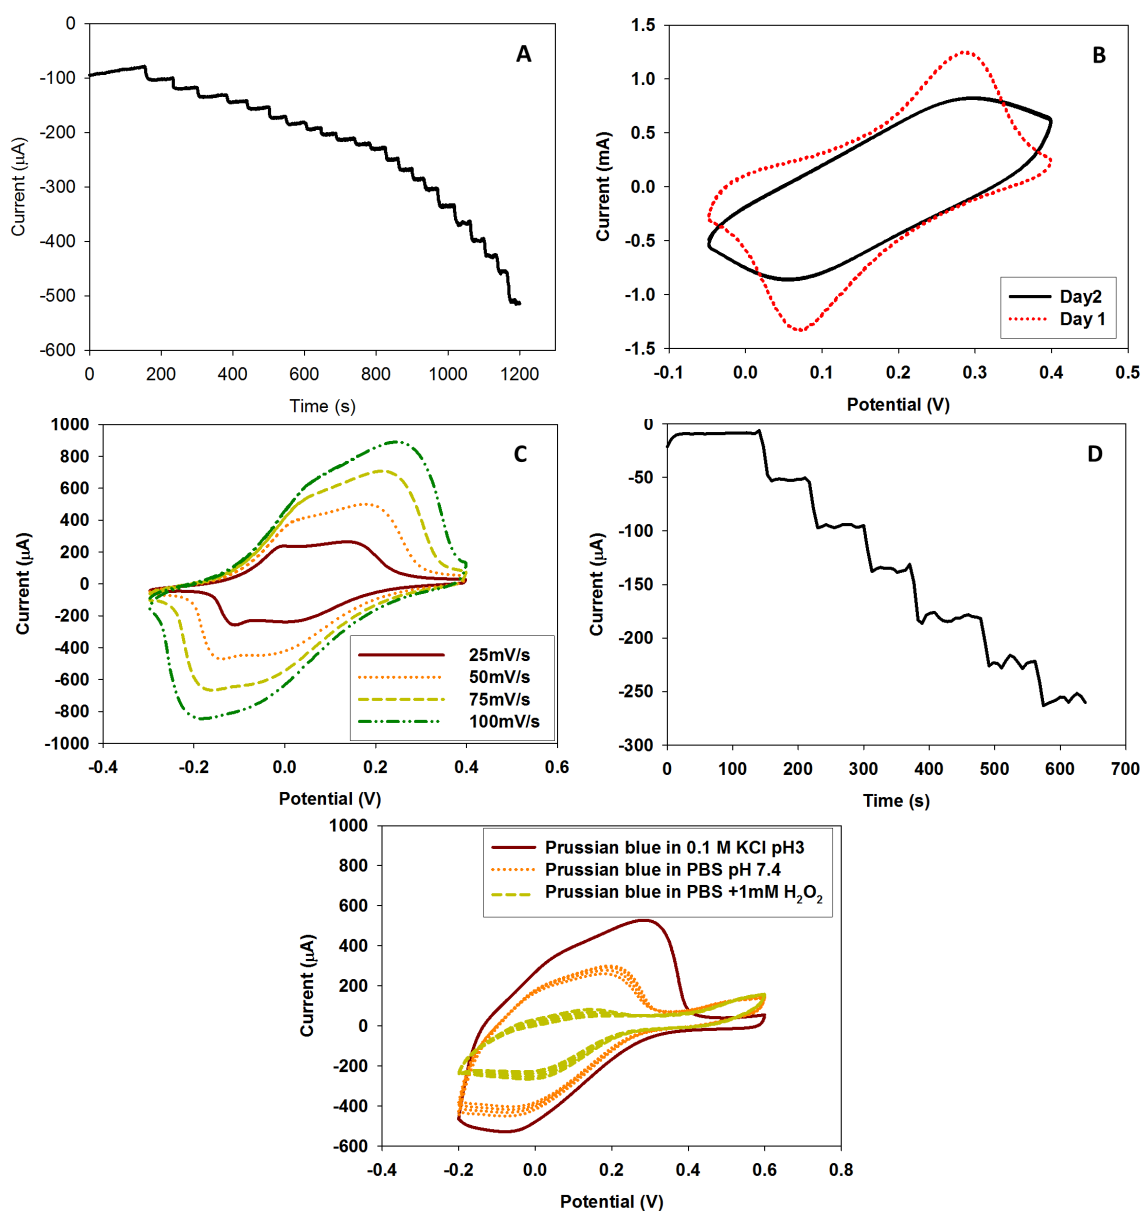 A
Current (µA)
0
-100
-200
-300
-400
-500
-600
0 200 400 600 800 1000 1200
Time (s)
B
Current (mA)
1.5
1.0
0.5
0.0
-0.5
-1.0
-1.5
Day2
Day 1
-0.1 0.0 0.1 0.2 0.3 0.4 0.5
Potential (V)
C
Current (µA)
1000
800
600
400
200
0
-200
-400
-600
-800
-1000
25mV/s
50mV/s
75mV/s
100mV/s
-0.4 -0.2 0.0 0.2 0.4 0.6
Potential (V)
D
Current (µA)
0
-50
-100
-150
-200
-250
-300
0 100 200 300 400 500 600 700
Time (s)
Current (µA)
1000
800
600
400
200
0
-200
-400
-600
Prussian blue in 0.1 M KCl pH3
Prussian blue in PBS pH 7.4
Prussian blue in PBS +1mM H₂O₂
-0.4 -0.2 0.0 0.2 0.4 0.6 0.8
Potential (V)